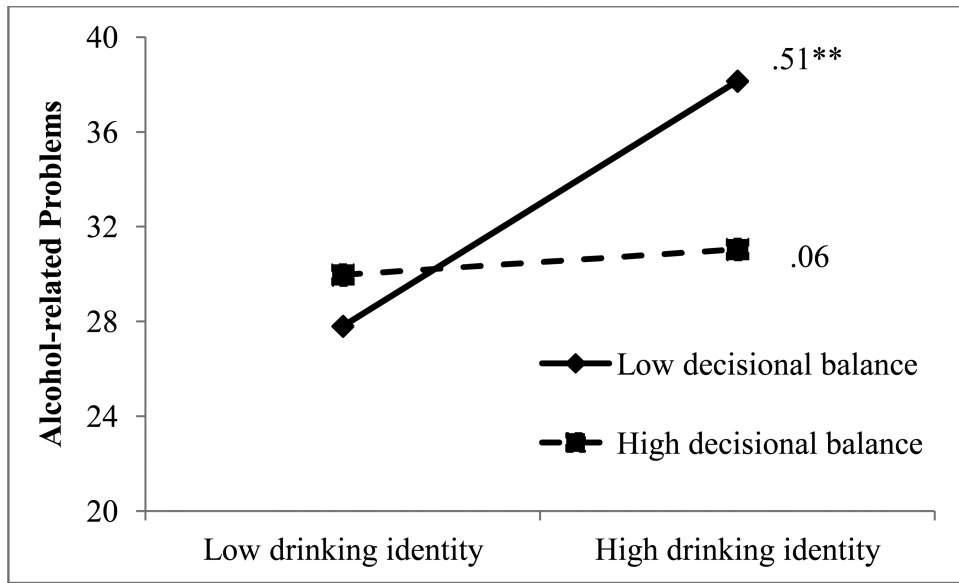 Alcohol-related Problems
40
36
32
28
24
20
.51**
.06
Low decisional balance
High decisional balance
Low drinking identity
High drinking identity